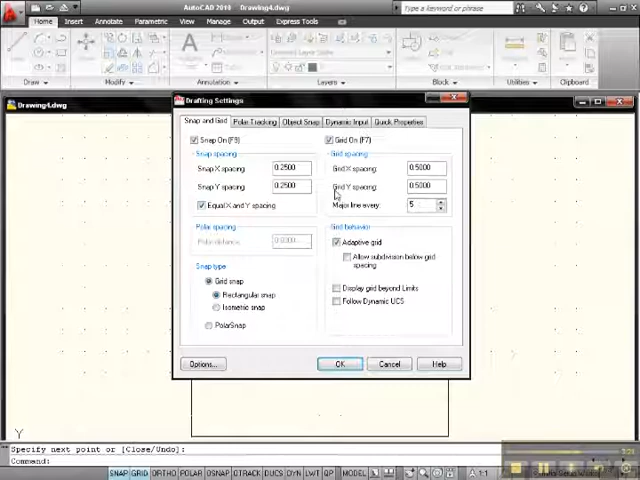 AutoCAD 2010 Drawing4.dwg
Type a keyword or phrase
Home Insert Annotate Parametric View Manage Output Express Tools
Draw Modify Annotation Layers Block Utilities Clipboard
Drawing4.dwg
Drafting Settings
Snap and Grid Polar Tracking Object Snap Dynamic Input Quick Properties
Snap On (F9) Grid On (F7)
Snap spacing Grid spacing
Snap X spacing: 0.2500 Grid X spacing: 0.5000
Snap Y spacing: 0.2500 Grid Y spacing: 0.5000
Equal X and Y spacing Major line every: 5
Polar spacing Grid behavior
Polar distance: Adaptive grid
Allow subdivision below grid
spacing
Snap type
Grid snap Display grid beyond Limits
Rectangular snap Follow Dynamic UCS
Isometric snap
PolarSnap
Options... OK Cancel Help
Y
Specify next point or [Close/Undo]:
Command:
SNAP GRID ORTHO POLAR OSNAP OTRACK DUCS DYN LWT QP MODEL 1:1